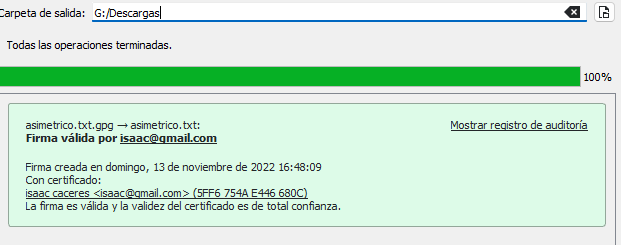 Carpeta de salida: G:/Descargas
Todas las operaciones terminadas.
100%
asimetrico.txt.gpg → asimetrico.txt: Mostrar registro de auditoría
Firma válida por isaac@gmail.com
Firma creada en domingo, 13 de noviembre de 2022 16:48:09
Con certificado:
isaac caceres <isaac@gmail.com> (5FF6 754A E446 680C)
La firma es válida y la validez del certificado es de total confianza.